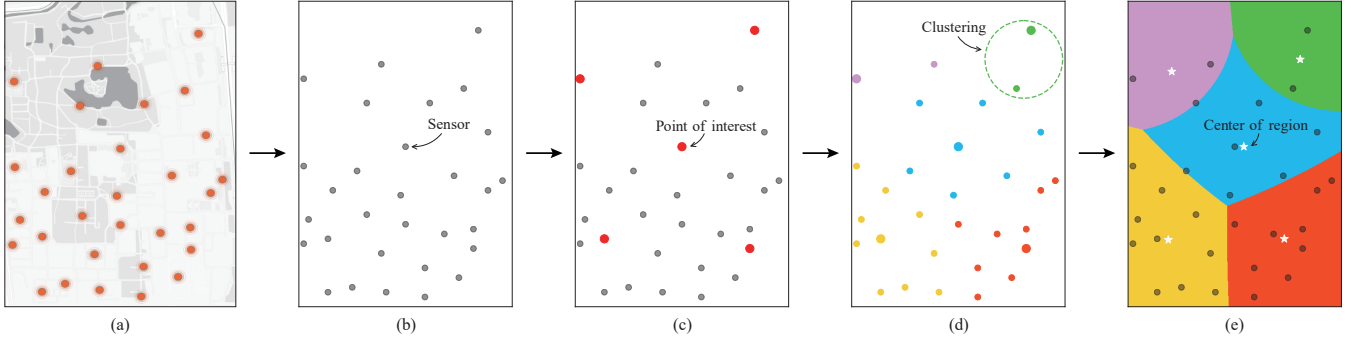 Clustering
Sensor
Point of interest
Center of region
(a)
(b)
(c)
(d)
(e)